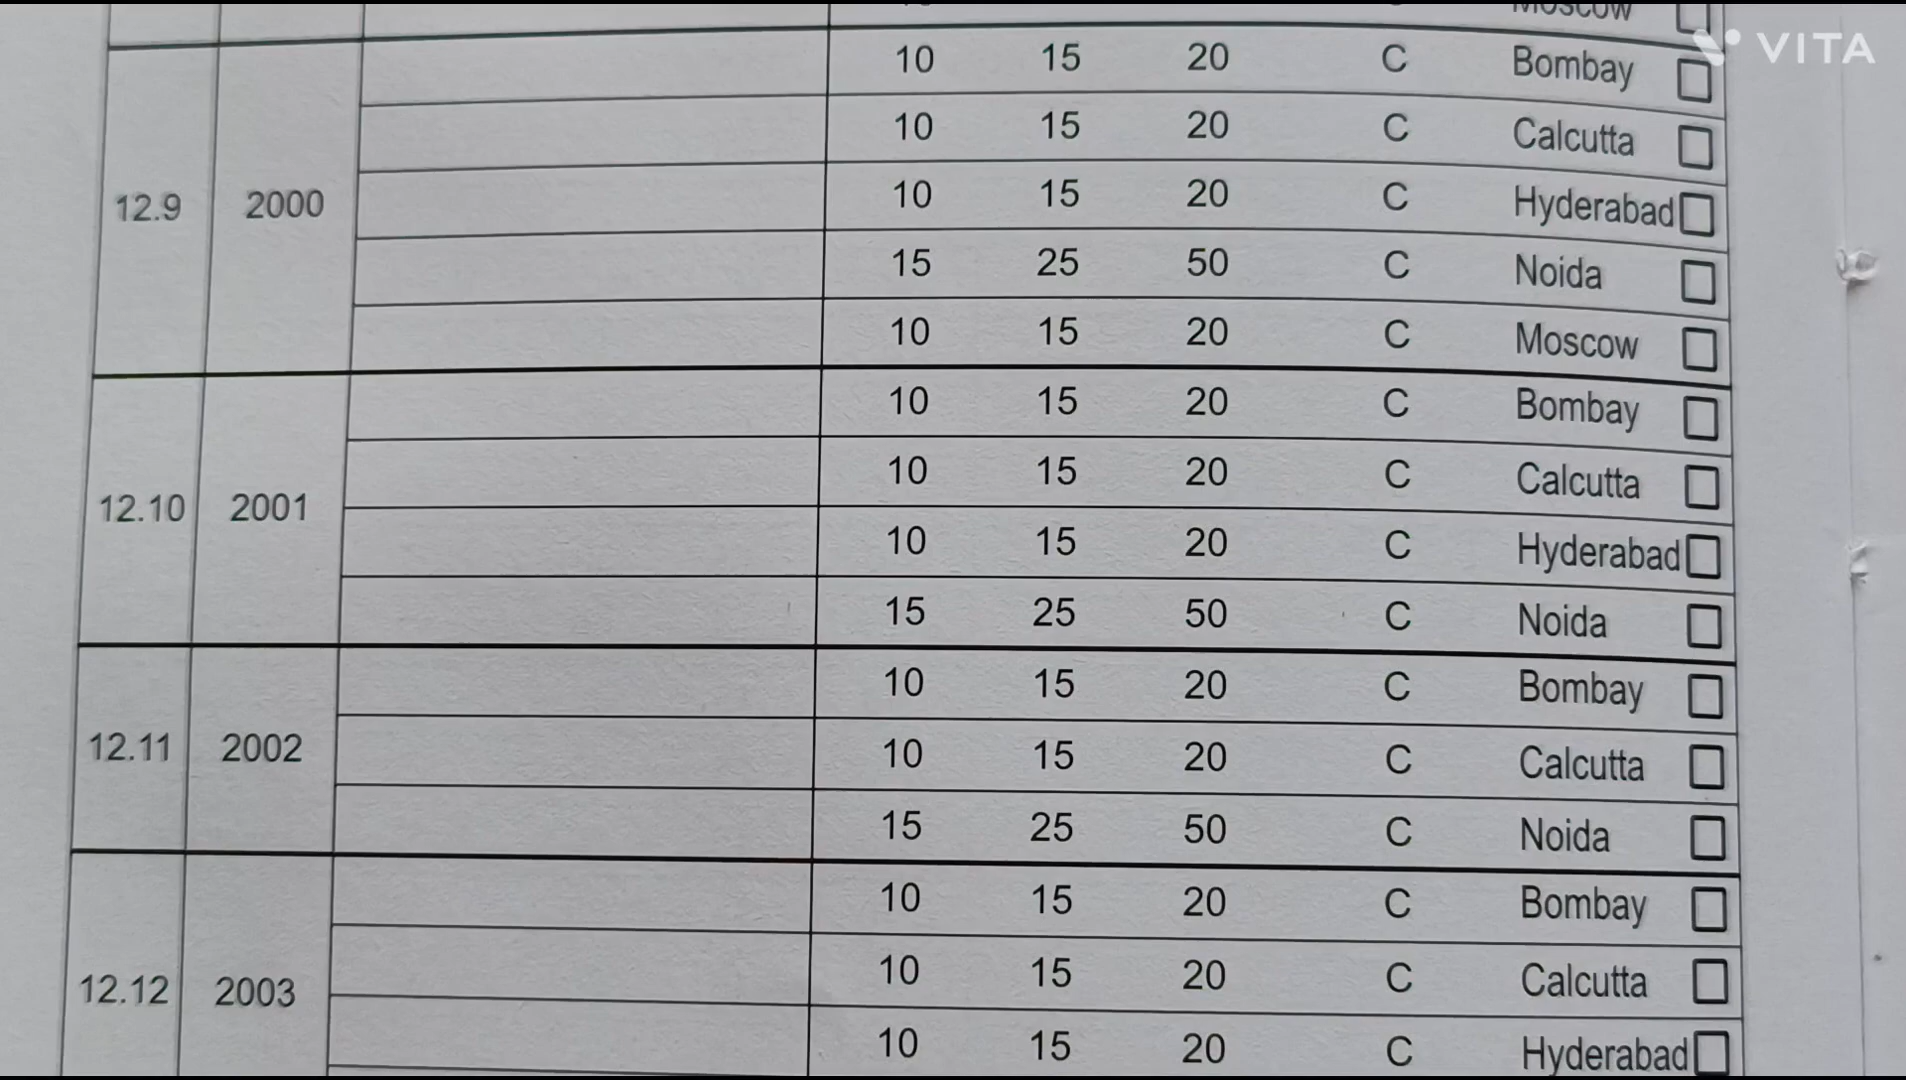 Moscow
VITA
10 15 20 C Bombay
10 15 20 C Calcutta
12.9 2000 10 15 20 C Hyderabad
15 25 50 C Noida
10 15 20 C Moscow
10 15 20 C Bombay
10 15 20 C Calcutta
12.10 2001 10 15 20 C Hyderabad
15 25 50 C Noida
10 15 20 C Bombay
12.11 2002 10 15 20 C Calcutta
15 25 50 C Noida
10 15 20 C Bombay
12.12 2003 10 15 20 C Calcutta
10 15 20 C Hyderabad